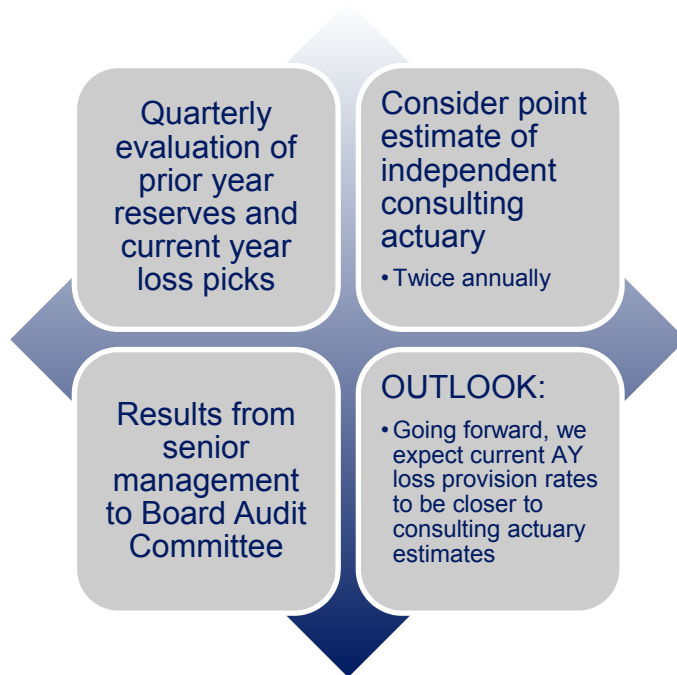 Quarterly
evaluation of
prior year
reserves and
current year
loss picks
Consider point
estimate of
independent
consulting
actuary
• Twice annually
Results from
senior
management
to Board Audit
Committee
OUTLOOK:
• Going forward, we
expect current AY
loss provision rates
to be closer to
consulting actuary
estimates